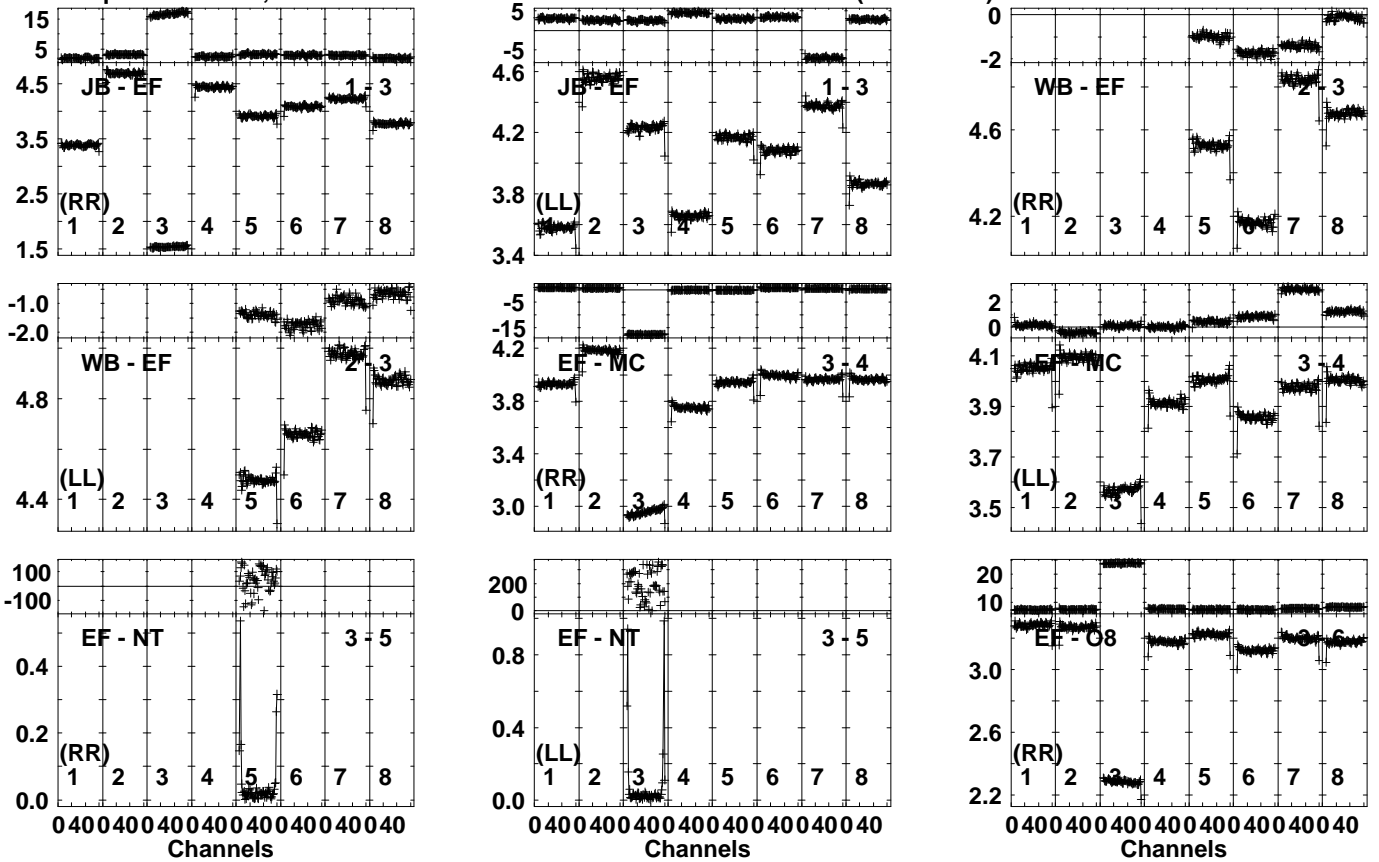 15
5
JB - EF 1 - 3
4.5
3.5
2.5
1.5
(RR)
1 2 3 4 5 6 7 8
5
-5
JB - EF 1 - 3
4.6
4.2
3.8
3.4
(LL)
1 2 3 4 5 6 7 8
0
-2
WB - EF 2 - 3
4.6
4.2
(RR)
1 2 3 4 5 6 7 8
-1.0
-2.0
WB - EF 2 - 3
4.8
4.4
(LL)
1 2 3 4 5 6 7 8
-5
-15
EF - MC 3 - 4
4.2
3.8
3.4
3.0
(RR)
1 2 3 4 5 6 7 8
2
0
EF - MC 3 - 4
4.1
3.9
3.7
3.5
(LL)
1 2 3 4 5 6 7 8
100
-100
EF - NT 3 - 5
0.4
0.2
0.0
(RR)
1 2 3 4 5 6 7 8
0 40 0 40 0 40 0 40 0 40 0 40 0 40 0 40
Channels
200
0
EF - NT 3 - 5
0.8
0.4
0.0
(LL)
1 2 3 4 5 6 7 8
0 40 0 40 0 40 0 40 0 40 0 40 0 40 0 40
Channels
20
10
EF - O8 3 - 6
3.0
2.6
2.2
(RR)
1 2 3 4 5 6 7 8
0 40 0 40 0 40 0 40 0 40 0 40 0 40 0 40
Channels